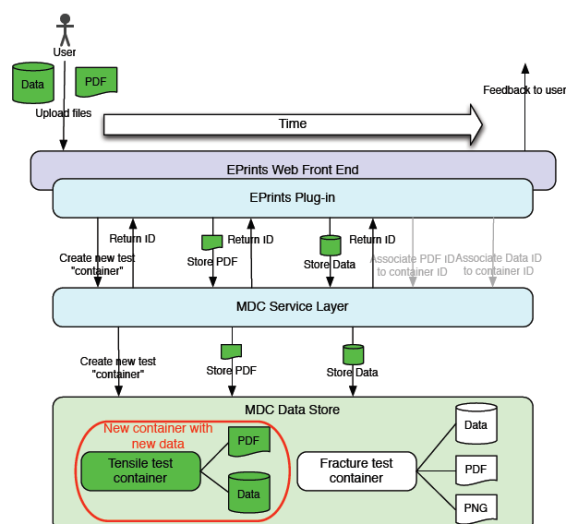 User
Data
PDF
Upload files
Feedback to user
Time
EPrints Web Front End
EPrints Plug-in
Create new test
"container"
Return ID
Store PDF
Return ID
Store Data
Return ID
Associate PDF ID
to container ID
Associate Data ID
to container ID
MDC Service Layer
Create new test
"container"
Store PDF
Store Data
MDC Data Store
New container with
new data
Tensile test
container
PDF
Data
Fracture test
container
Data
PDF
PNG